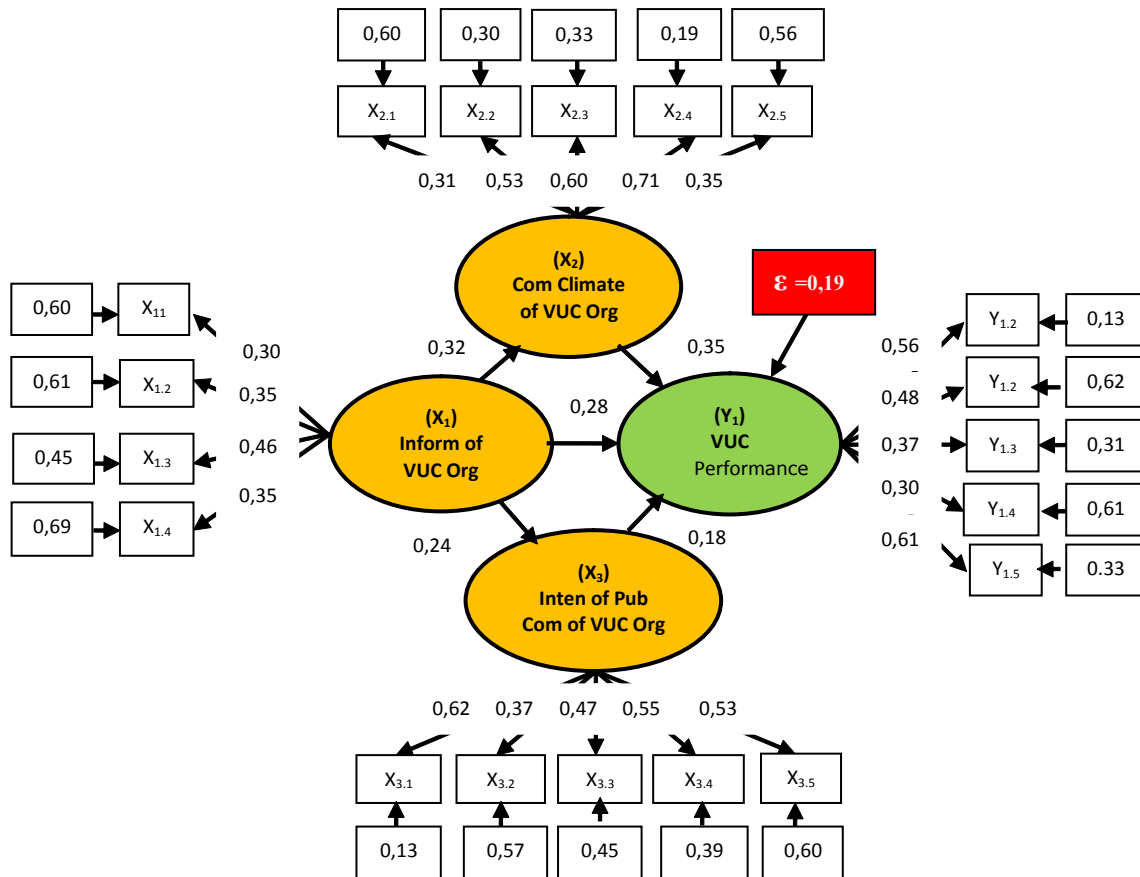 0,60 0,30 0,33 0,19 0,56
X2.1 X2.2 X2.3 X2.4 X2.5
0,31 0,53 0,60 0,71 0,35
(X2)
Com Climate
of VUC Org
ε =0,19
0,60 X11
0,61 X1.2
0,45 X1.3
0,69 X1.4
0,30
0,35
0,46
0,35
0,32
0,35
(X1)
Inform of
VUC Org
0,28
(Y1)
VUC
Performance
0,24
0,18
0,56
0,48
0,37
0,30
0,61
Y1.2 0,13
Y1.2 0,62
Y1.3 0,31
Y1.4 0,61
Y1.5 0.33
(X3)
Inten of Pub
Com of VUC Org
0,62 0,37 0,47 0,55 0,53
X3.1 X3.2 X3.3 X3.4 X3.5
0,13 0,57 0,45 0,39 0,60